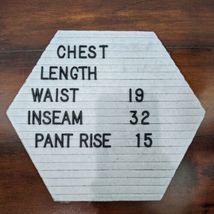 CHEST
LENGTH
WAIST 19
INSEAM 32
PANT RISE 15